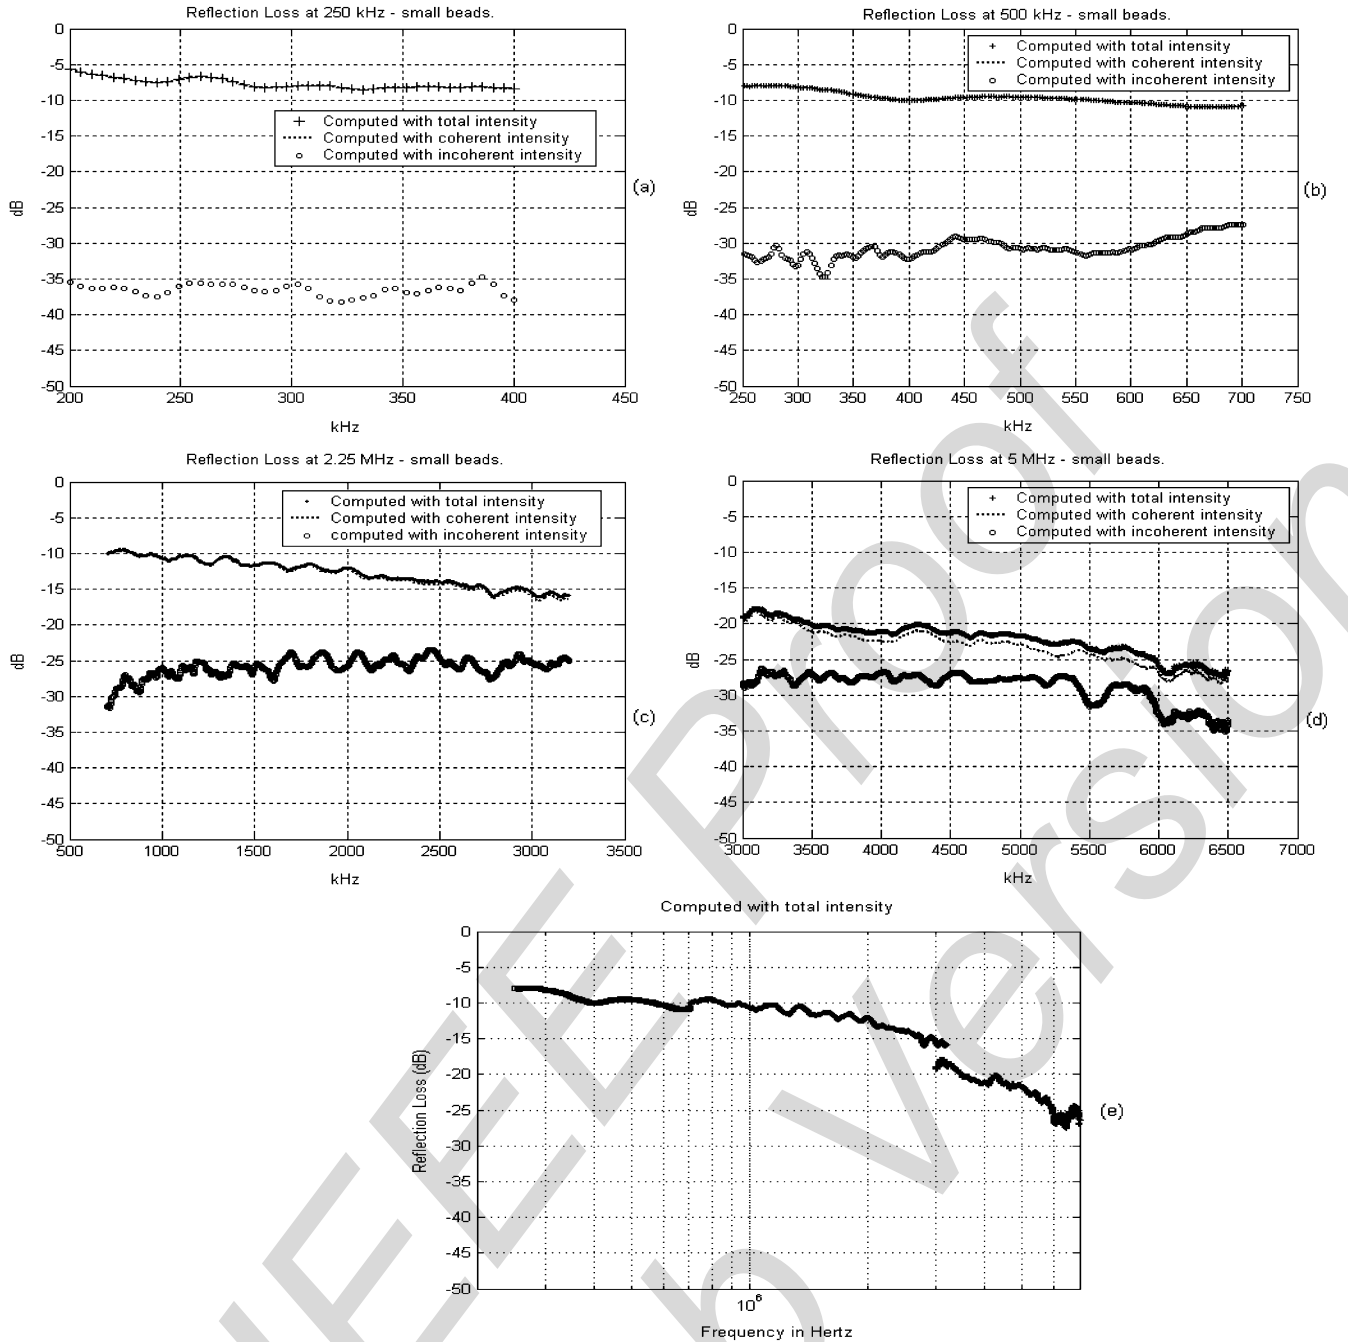 Reflection Loss at 250 kHz - small beads.
0
-5
-10
-15
-20
-25
-30
-35
-40
-45
-50
dB
Computed with total intensity
Computed with coherent intensity
Computed with incoherent intensity
200 250 300 350 400 450
kHz
(a)
Reflection Loss at 500 kHz - small beads.
0
-5
-10
-15
-20
-25
-30
-35
-40
-45
-50
dB
Computed with total intensity
Computed with coherent intensity
Computed with incoherent intensity
250 300 350 400 450 500 550 600 650 700 750
kHz
(b)
Reflection Loss at 2.25 MHz - small beads.
0
-5
-10
-15
-20
-25
-30
-35
-40
-45
-50
dB
Computed with total intensity
Computed with coherent intensity
computed with incoherent intensity
500 1000 1500 2000 2500 3000 3500
kHz
(c)
Reflection Loss at 5 MHz - small beads.
0
-5
-10
-15
-20
-25
-30
-35
-40
-45
-50
dB
Computed with total intensity
Computed with coherent intensity
Computed with incoherent intensity
3000 3500 4000 4500 5000 5500 6000 6500 7000
kHz
(d)
Computed with total intensity
0
-5
-10
-15
-20
-25
-30
-35
-40
-45
-50
Reflection Loss (dB)
10^6
Frequency in Hertz
(e)
IEEE Proof
b Version